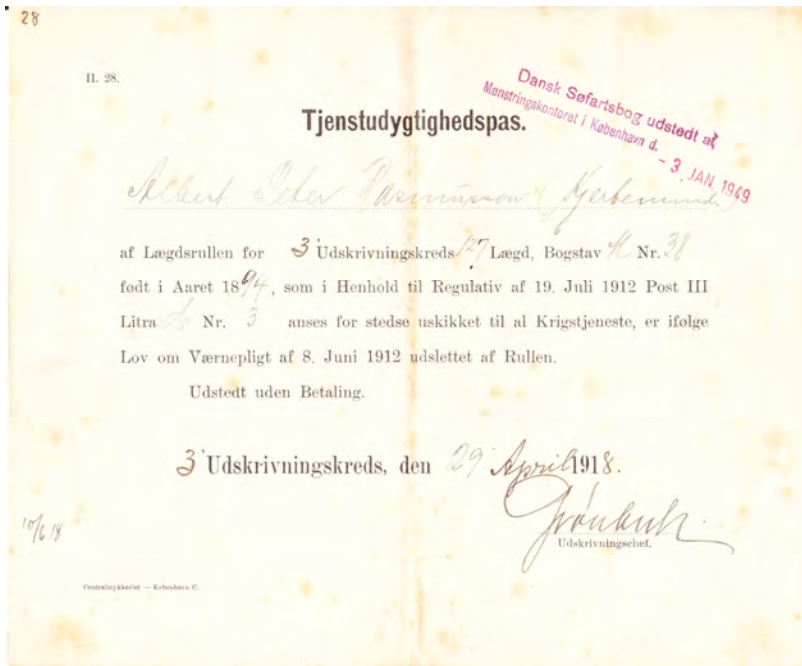 28
II. 28.
Dansk Søfartsbog udstedt af
Mønstringskontoret i København d.
- 3 JAN. 1949
Tjenstudygtighedspas.
Albert Peter Rasmussen (Kjerteminde)
af Lægdsrullen for 3' Udskrivningskreds 127 Lægd, Bogstav M Nr. 38
født i Aaret 1894, som i Henhold til Regulativ af 19. Juli 1912 Post III
Litra Nr. 3 anses for stedse uskikket til al Krigstjeneste, er ifølge
Lov om Værnepligt af 8. Juni 1912 udslettet af Rullen.
Udstedt uden Betaling.
3' Udskrivningskreds, den 29' April 1918.
Udskrivningschef.
10/6.18
Centraltrykkeriet — København C.